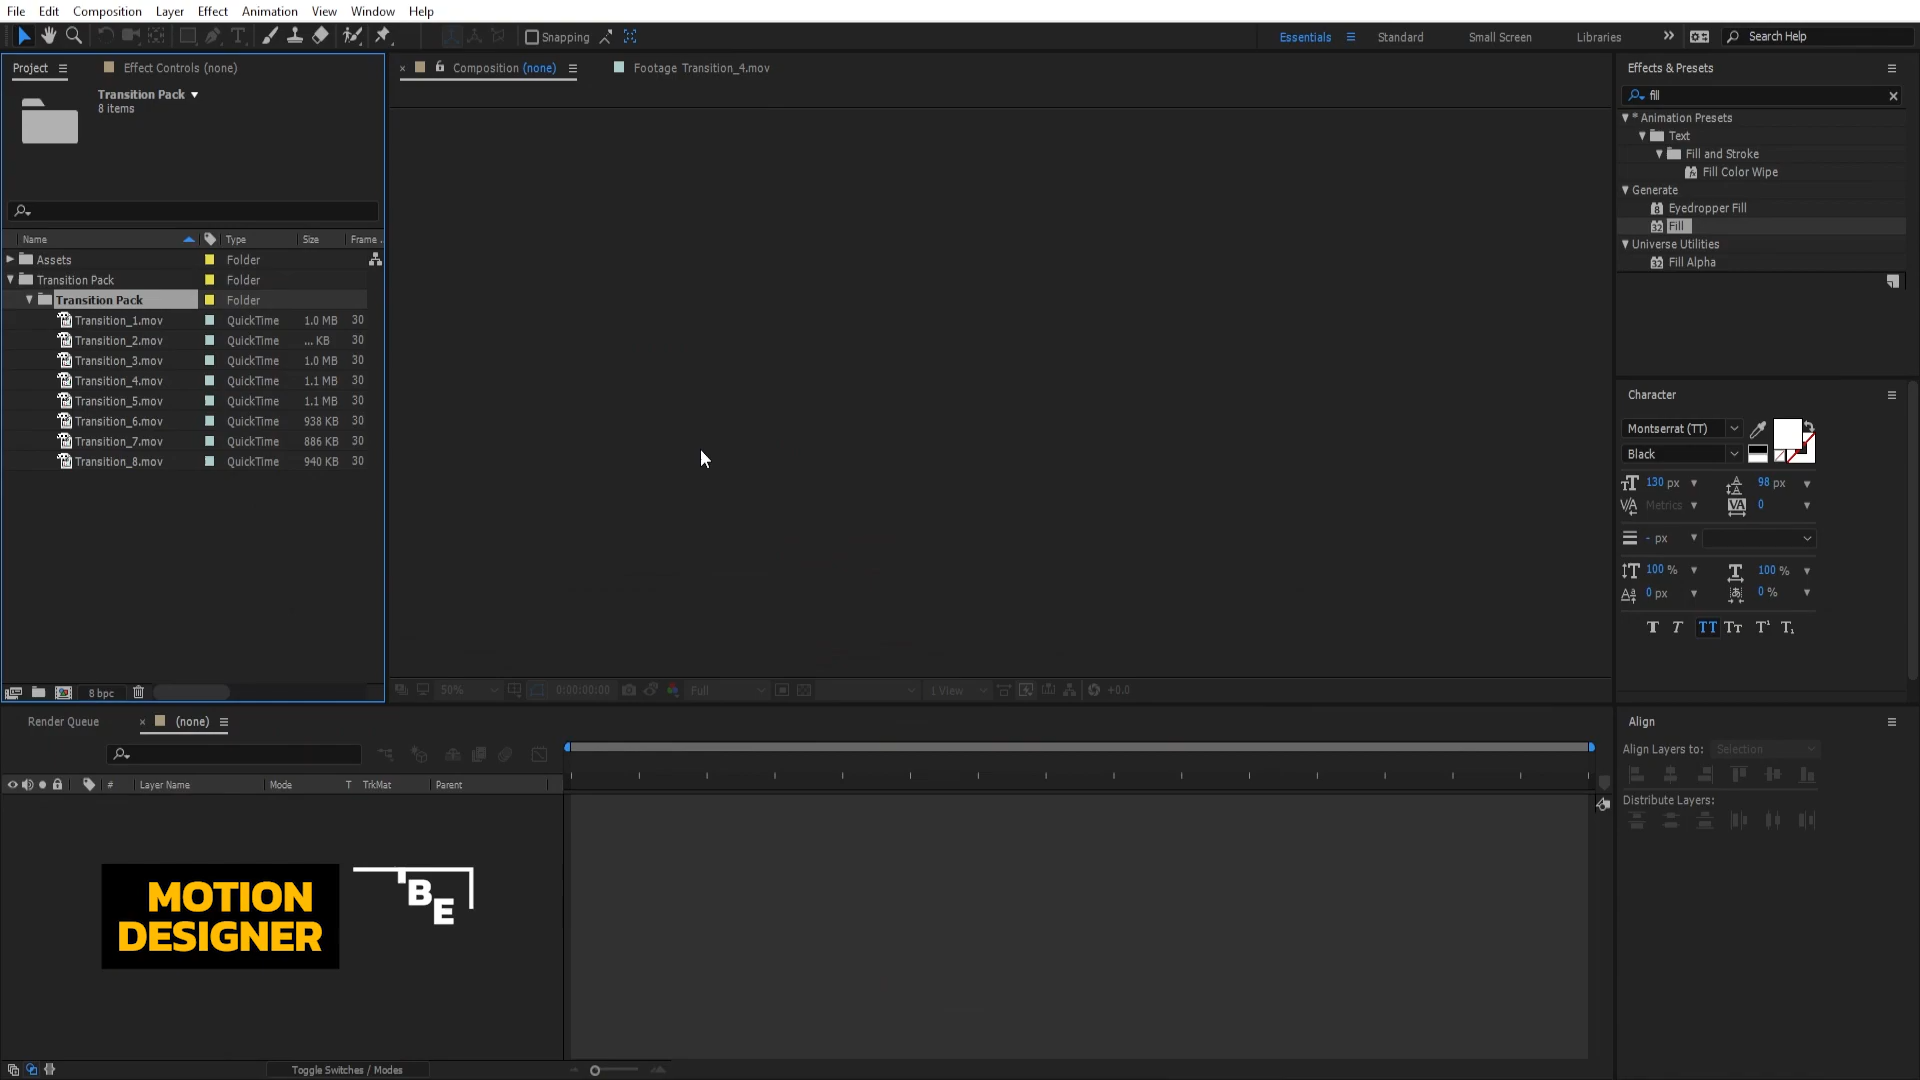 File Edit Composition Layer Effect Animation View Window Help
Snapping Essentials Standard Small Screen Libraries Search Help
Project Effect Controls (none)
Transition Pack
8 items
Name Type Size Frame ..
Assets Folder
Transition Pack Folder
Transition Pack Folder
Transition_1.mov QuickTime 1.0 MB 30
Transition_2.mov QuickTime ... KB 30
Transition_3.mov QuickTime 1.0 MB 30
Transition_4.mov QuickTime 1.1 MB 30
Transition_5.mov QuickTime 1.1 MB 30
Transition_6.mov QuickTime 938 KB 30
Transition_7.mov QuickTime 886 KB 30
Transition_8.mov QuickTime 940 KB 30
8 bpc
Composition (none) Footage Transition_4.mov
50% 0:00:00:00 Full 1 View +0.0
Effects & Presets
fill
* Animation Presets
Text
Fill and Stroke
Fill Color Wipe
Generate
Eyedropper Fill
Fill
Universe Utilities
Fill Alpha
Character
Montserrat (TT)
Black
130 px 98 px
Metrics 0
- px
100 % 100 %
0 px 0 %
T T TT Tт T¹ T₁
Render Queue (none)
# Layer Name Mode T TrkMat Parent
MOTION
DESIGNER
BE
Toggle Switches / Modes
Align
Align Layers to: Selection
Distribute Layers: